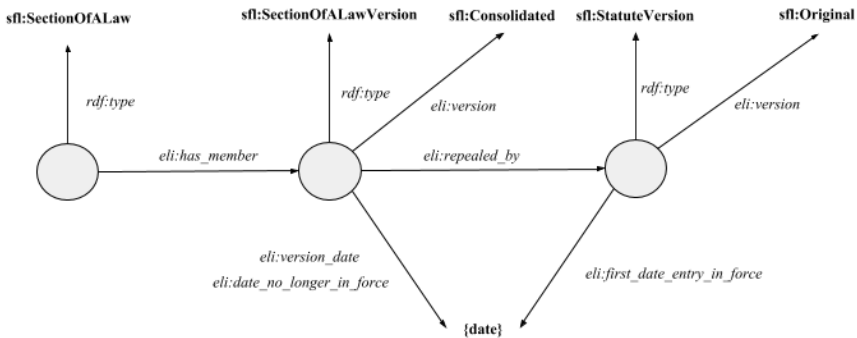 sfl:SectionOfALaw
sfl:SectionOfALawVersion
sfl:Consolidated
sfl:StatuteVersion
sfl:Original
rdf:type
rdf:type
eli:version
rdf:type
eli:version
eli:has_member
eli:repealed_by
eli:version_date
eli:date_no_longer_in_force
eli:first_date_entry_in_force
{date}